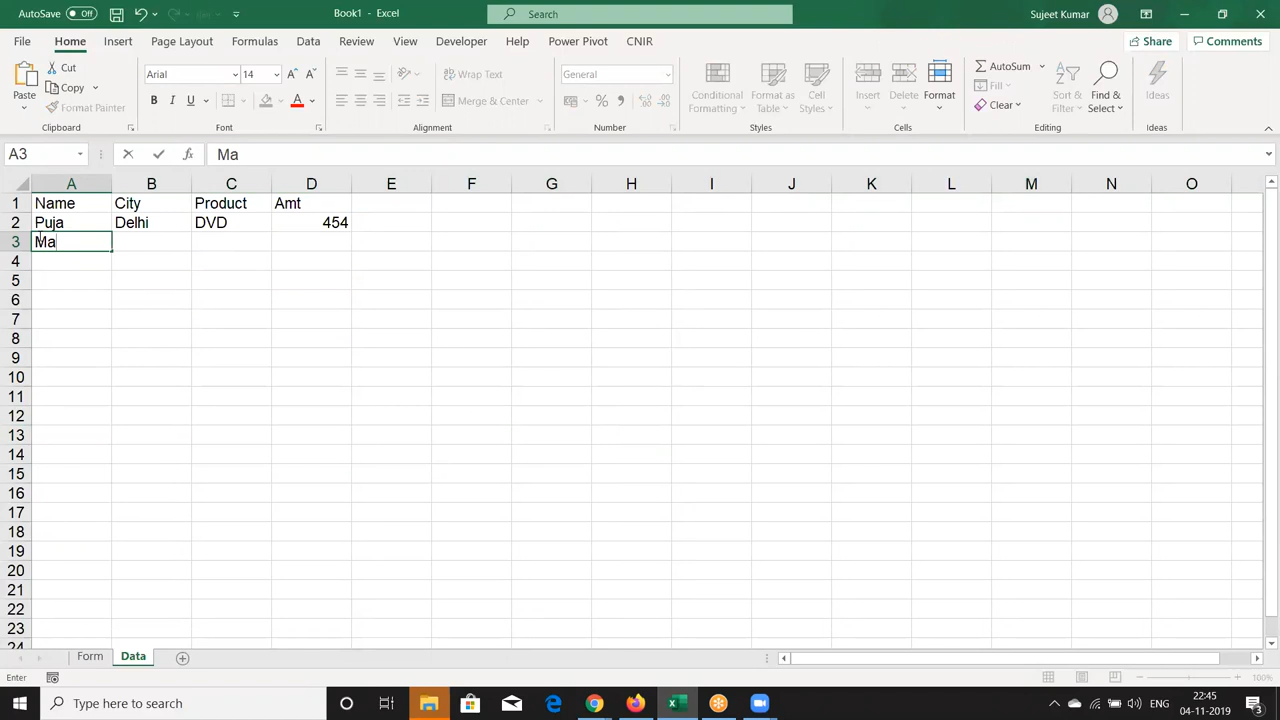 AutoSave Off Book1 - Excel Search Sujeet Kumar
File Home Insert Page Layout Formulas Data Review View Developer Help Power Pivot CNIR Share Comments
Paste Cut Copy Format Painter Clipboard
Arial 14 B I U A Font
Wrap Text Merge & Center Alignment
General % Number
Conditional Formatting Format as Table Cell Styles Styles
Insert Delete Format Cells
AutoSum Fill Clear Sort & Filter Find & Select Editing
Ideas Ideas
A3 fx Ma
A B C D E F G H I J K L M N O
1 Name City Product Amt
2 Puja Delhi DVD 454
3 Ma
4
5
6
7
8
9
10
11
12
13
14
15
16
17
18
19
20
21
22
23
24
Form Data
Enter 100%
Type here to search ENG 22:45 04-11-2019 3